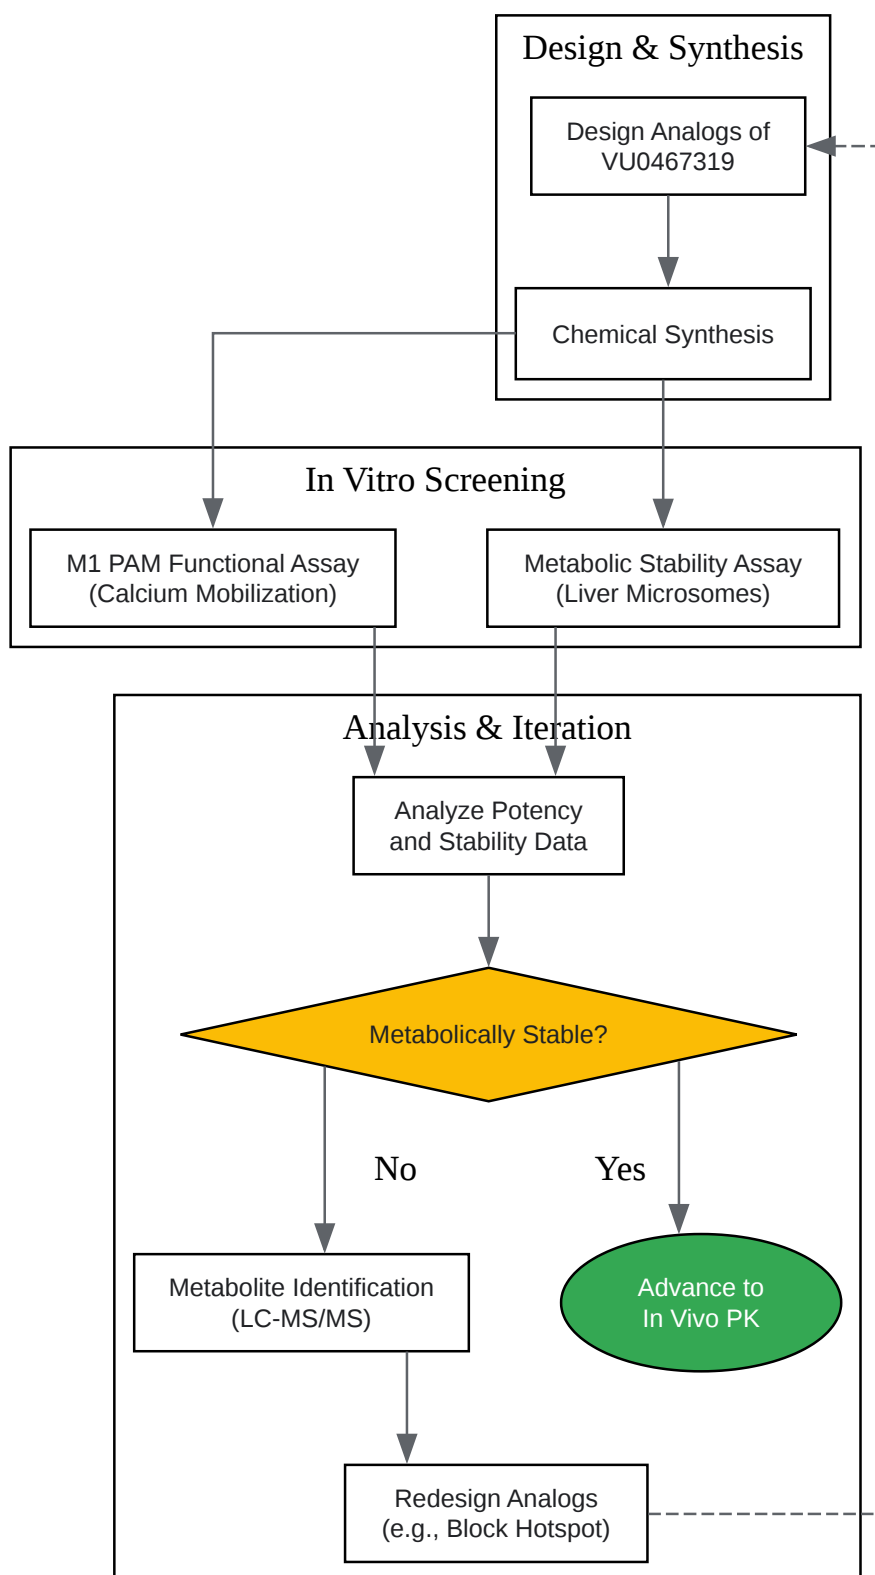 Design & Synthesis
Design Analogs of
VU0467319
Chemical Synthesis
In Vitro Screening
M1 PAM Functional Assay
(Calcium Mobilization)
Metabolic Stability Assay
(Liver Microsomes)
Analysis & Iteration
Analyze Potency
and Stability Data
Metabolically Stable?
No
Yes
Metabolite Identification
(LC-MS/MS)
Advance to
In Vivo PK
Redesign Analogs
(e.g., Block Hotspot)